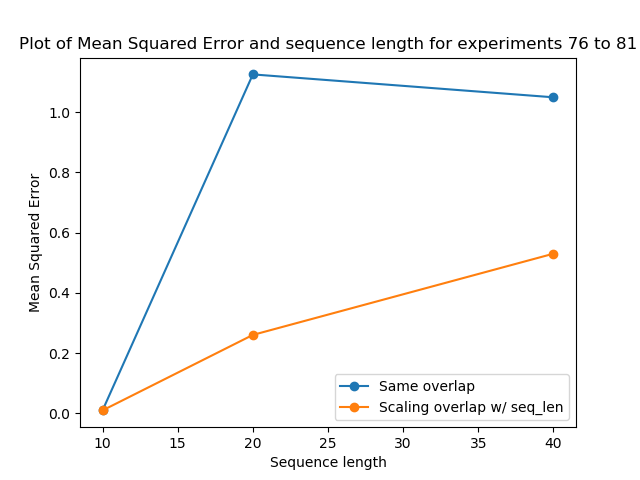 Plot of Mean Squared Error and sequence length for experiments 76 to 81
Mean Squared Error
1.0
0.8
0.6
0.4
0.2
0.0
Same overlap
Scaling overlap w/ seq_len
10
15
20
25
30
35
40
Sequence length